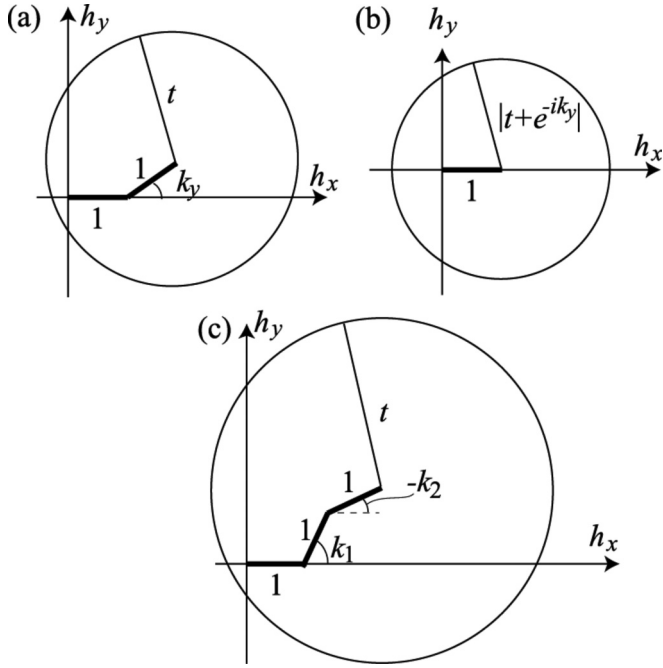 (a)
h_y
t
1
k_y
h_x
1
(b)
h_y
|t+e^{-ik_y}|
h_x
1
(c)
h_y
t
1
-k_2
1
k_1
h_x
1